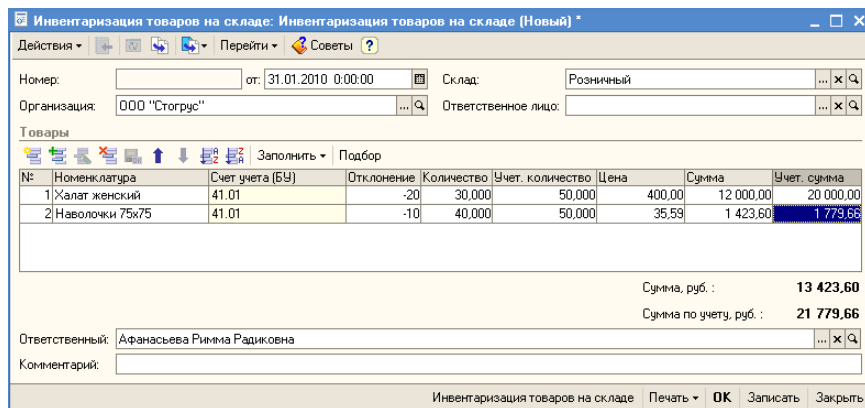 Инвентаризация товаров на складе: Инвентаризация товаров на складе (Новый) *
Действия Перейти Советы ?
Номер: от: 31.01.2010 0:00:00 Склад: Розничный
Организация: ООО "Стогрус" Ответственное лицо:
Товары
Заполнить Подбор
№ Номенклатура Счет учета (БУ) Отклонение Количество Учет. количество Цена Сумма Учет. сумма
1 Халат женский 41.01 -20 30,000 50,000 400,00 12 000,00 20 000,00
2 Наволочки 75х75 41.01 -10 40,000 50,000 35,59 1 423,60 1 779,66
Сумма, руб. : 13 423,60
Сумма по учету, руб. : 21 779,66
Ответственный: Афанасьева Римма Радиковна
Комментарий:
Инвентаризация товаров на складе Печать OK Записать Закрыть